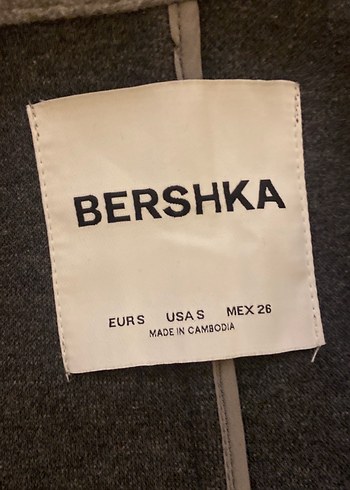 BERSHKA
EUR S USA S MEX 26
MADE IN CAMBODIA